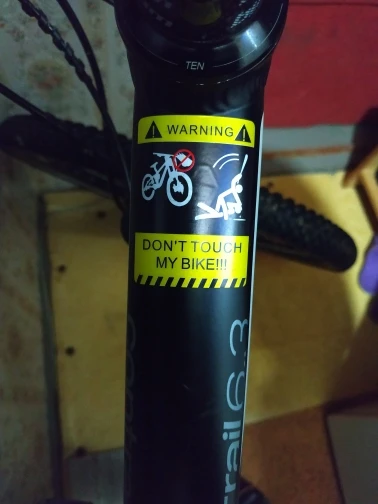 TEN
WARNING
DON'T TOUCH
MY BIKE!!!
rail 6.3